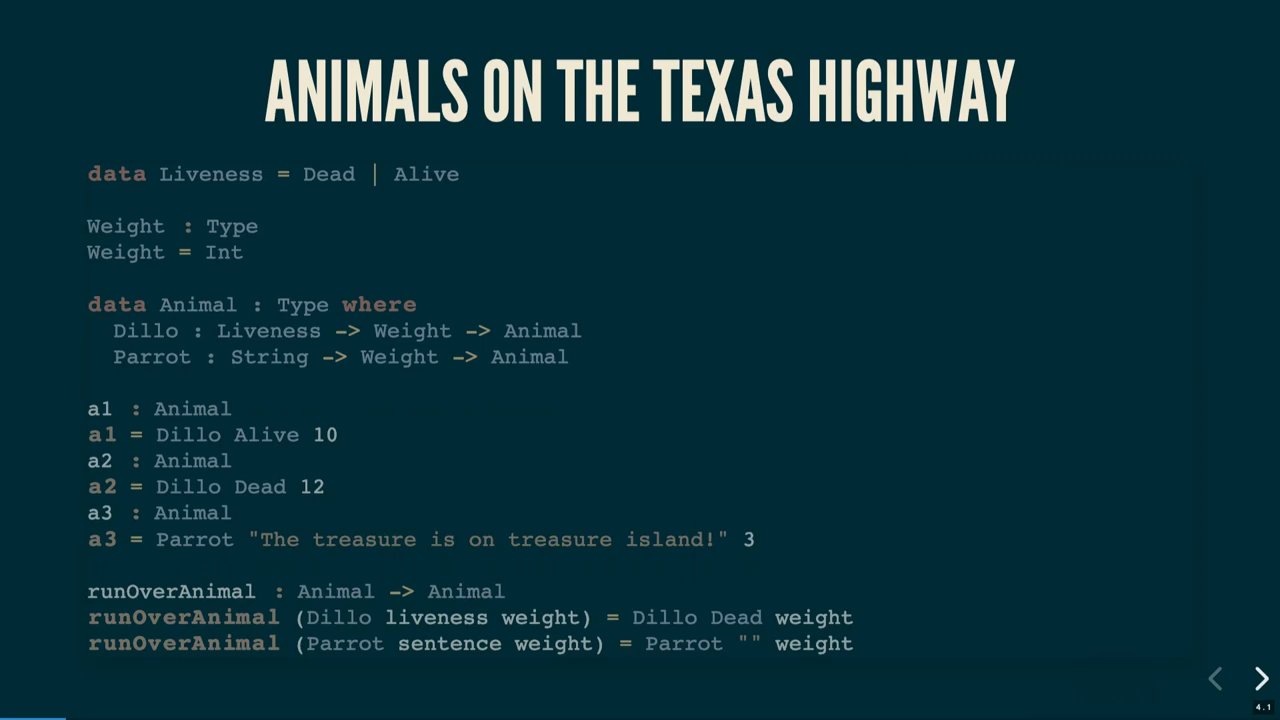 ANIMALS ON THE TEXAS HIGHWAY
data Liveness = Dead | Alive
Weight : Type
Weight = Int
data Animal : Type where
Dillo : Liveness -> Weight -> Animal
Parrot : String -> Weight -> Animal
a1 : Animal
a1 = Dillo Alive 10
a2 : Animal
a2 = Dillo Dead 12
a3 : Animal
a3 = Parrot "The treasure is on treasure island!" 3
runOverAnimal : Animal -> Animal
runOverAnimal (Dillo liveness weight) = Dillo Dead weight
runOverAnimal (Parrot sentence weight) = Parrot "" weight
4.1